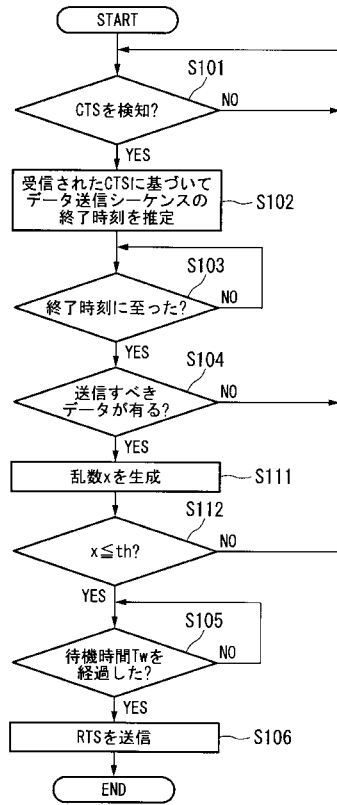 START
S101
CTSを検知?
NO
YES
受信されたCTSに基づいて
データ送信シーケンスの
終了時刻を推定
S102
S103
終了時刻に至った?
NO
YES
S104
送信すべき
データが有る?
NO
YES
乱数xを生成
S111
S112
x≦th?
NO
YES
S105
待機時間Twを
経過した?
NO
YES
RTSを送信
S106
END